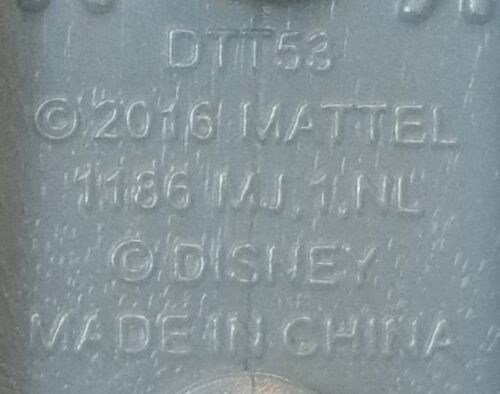 DTT53
© 2016 MATTEL
1186 MJ,1,NL
© DISNEY
MADE IN CHINA